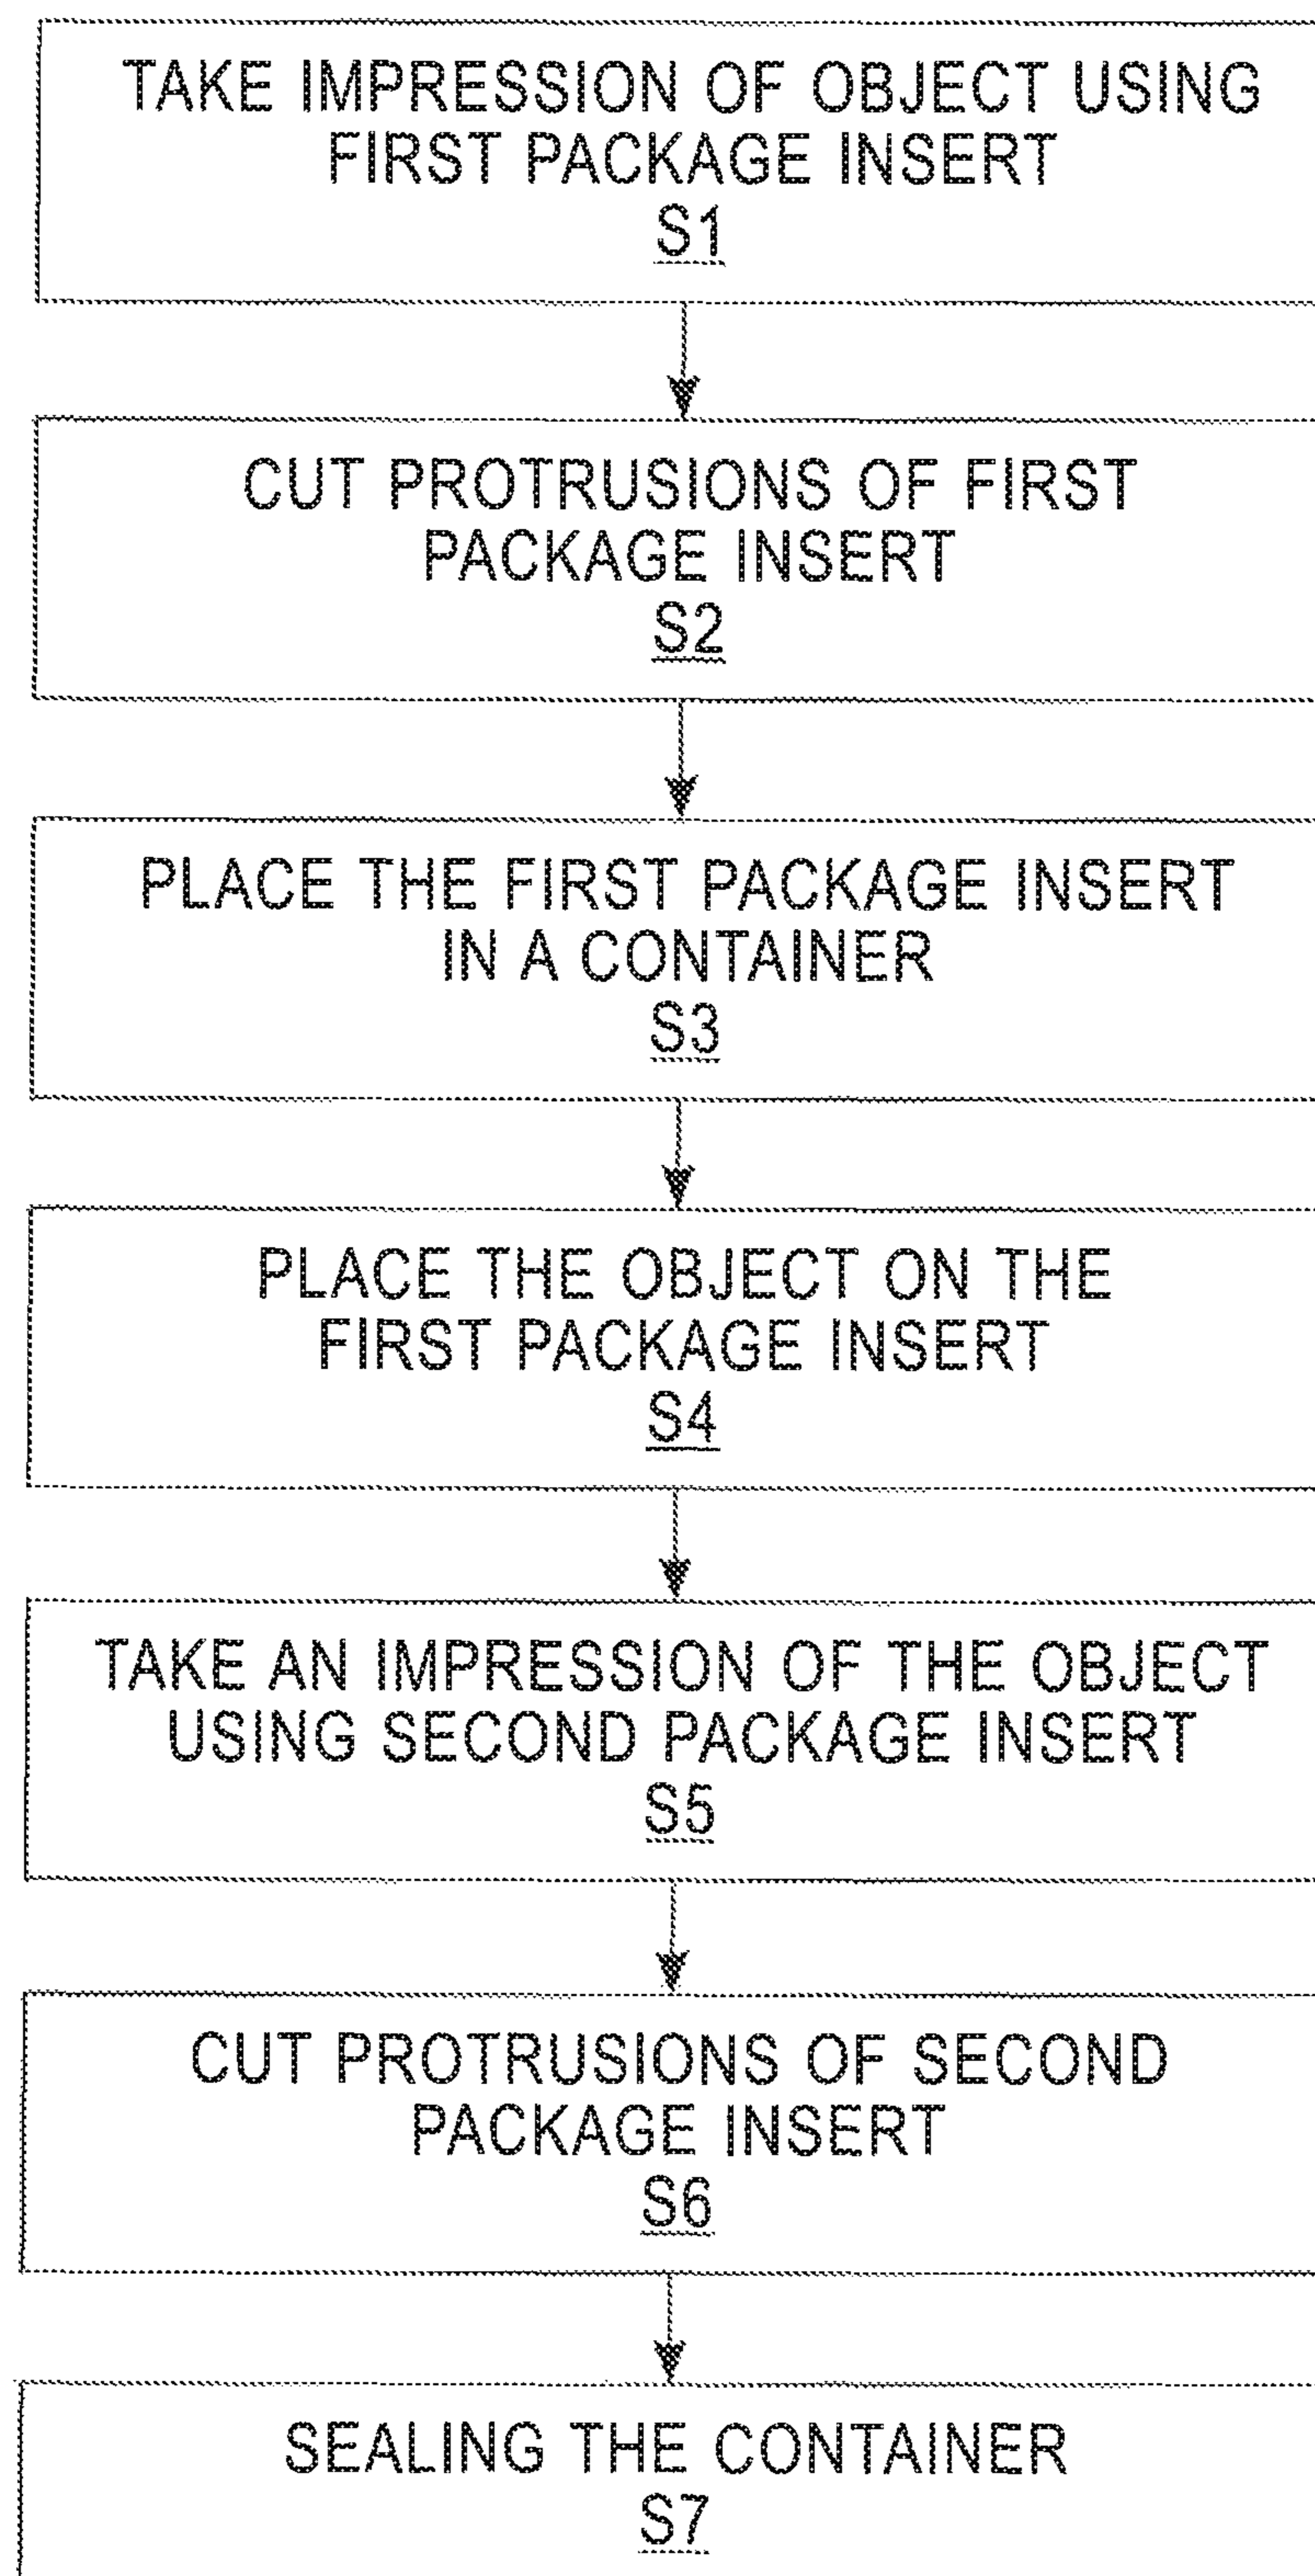 TAKE IMPRESSION OF OBJECT USING
FIRST PACKAGE INSERT
S1
CUT PROTRUSIONS OF FIRST
PACKAGE INSERT
S2
PLACE THE FIRST PACKAGE INSERT
IN A CONTAINER
S3
PLACE THE OBJECT ON THE
FIRST PACKAGE INSERT
S4
TAKE AN IMPRESSION OF THE OBJECT
USING SECOND PACKAGE INSERT
S5
CUT PROTRUSIONS OF SECOND
PACKAGE INSERT
S6
SEALING THE CONTAINER
S7